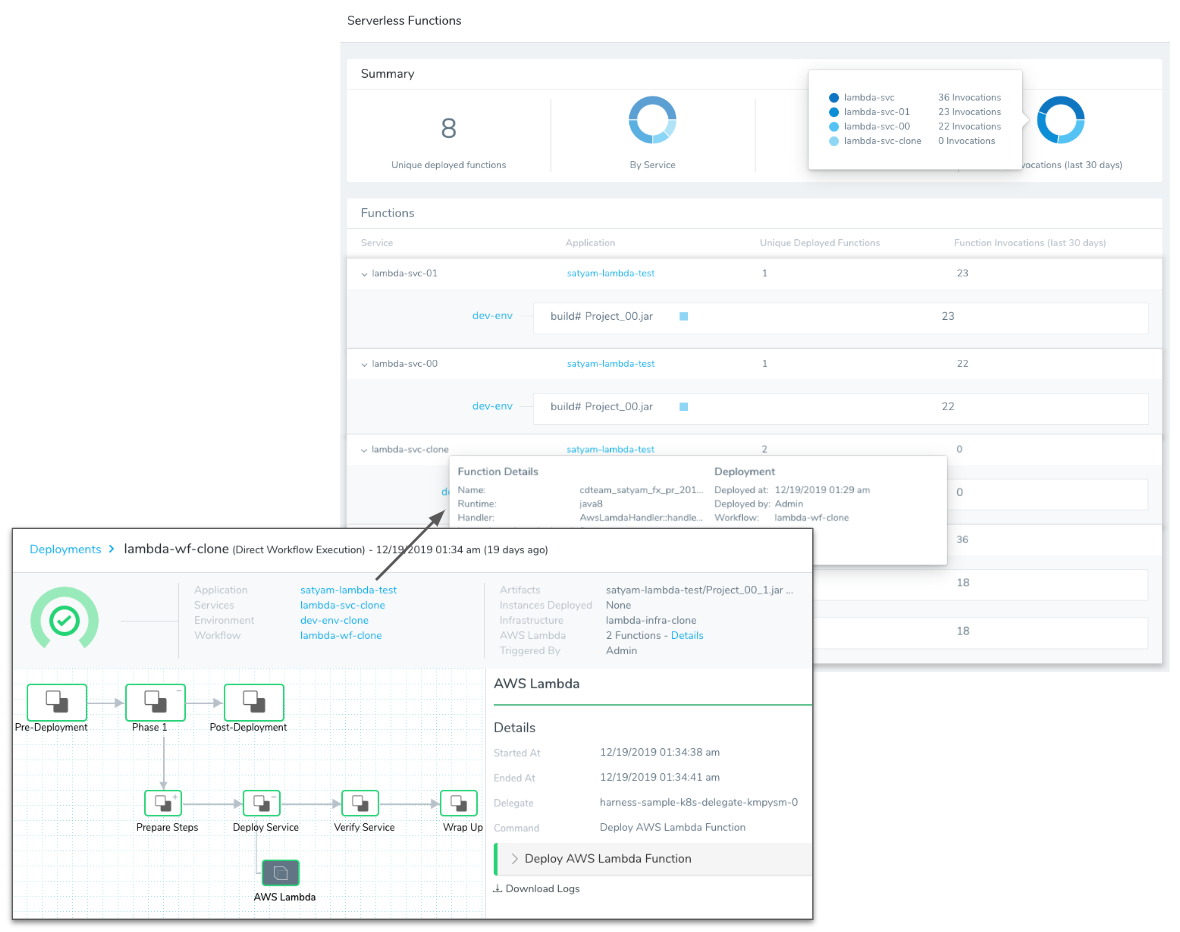 Serverless Functions
Summary
8
Unique deployed functions
By Service
lambda-svc 36 Invocations
lambda-svc-01 23 Invocations
lambda-svc-00 22 Invocations
lambda-svc-clone 0 Invocations
(last 30 days)
Functions
Service Application Unique Deployed Functions Function Invocations (last 30 days)
lambda-svc-01 satyam-lambda-test 1 23
dev-env build# Project_00.jar 23
lambda-svc-00 satyam-lambda-test 1 22
dev-env build# Project_00.jar 22
lambda-svc-clone satyam-lambda-test 2 0
0
36
18
18
Function Details Deployment
Name: cdteam_satyam_fx_pr_201... Deployed at: 12/19/2019 01:29 am
Runtime: java8 Deployed by: Admin
Handler: AwsLamdaHandler::handle... Workflow: lambda-wf-clone
Deployments > lambda-wf-clone (Direct Workflow Execution) - 12/19/2019 01:34 am (19 days ago)
Application satyam-lambda-test
Services lambda-svc-clone
Environment dev-env-clone
Workflow lambda-wf-clone
Artifacts satyam-lambda-test/Project_00_1.jar ...
Instances Deployed None
Infrastructure lambda-infra-clone
AWS Lambda 2 Functions - Details
Triggered By Admin
Pre-Deployment Phase 1 Post-Deployment
Prepare Steps Deploy Service Verify Service Wrap Up
AWS Lambda
AWS Lambda
Details
Started At 12/19/2019 01:34:38 am
Ended At 12/19/2019 01:34:41 am
Delegate harness-sample-k8s-delegate-kmpysm-0
Command Deploy AWS Lambda Function
Deploy AWS Lambda Function
Download Logs